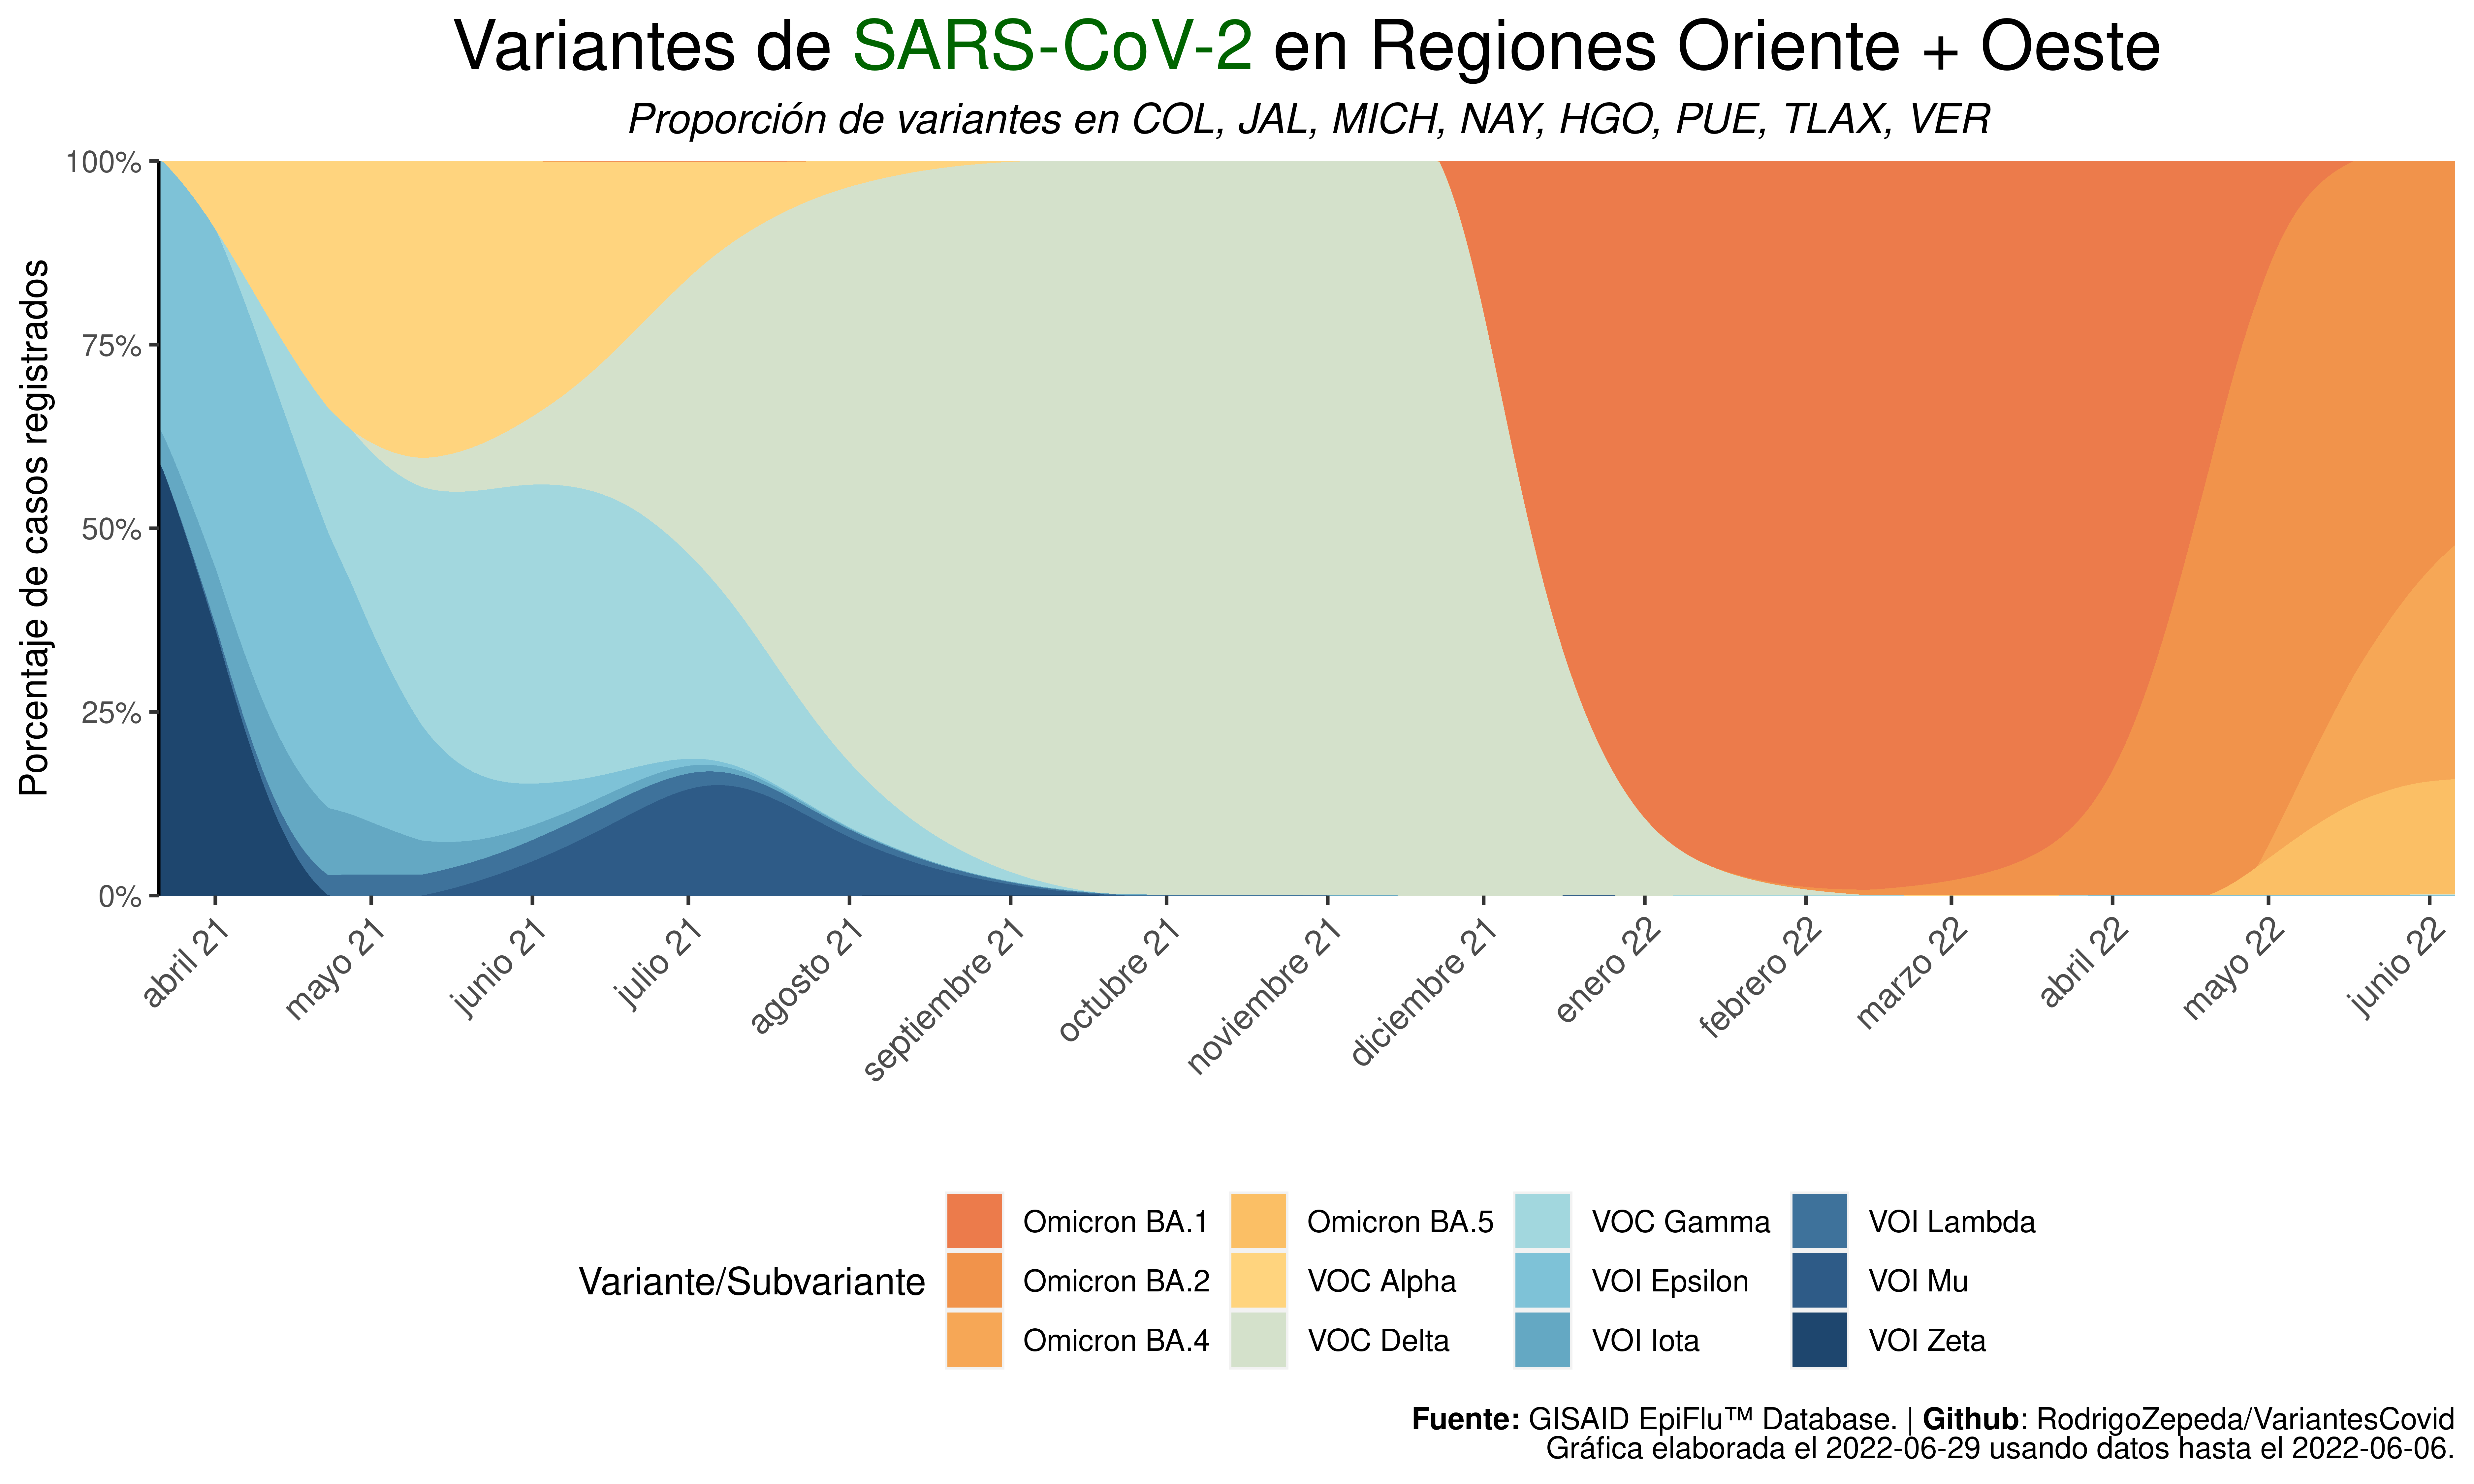 Variantes de SARS-CoV-2 en Regiones Oriente + Oeste
Proporción de variantes en COL, JAL, MICH, NAY, HGO, PUE, TLAX, VER
Porcentaje de casos registrados
100%
75%
50%
25%
0%
abril 21
mayo 21
junio 21
julio 21
agosto 21
septiembre 21
octubre 21
noviembre 21
diciembre 21
enero 22
febrero 22
marzo 22
abril 22
mayo 22
junio 22
Variante/Subvariante
Omicron BA.1
Omicron BA.2
Omicron BA.4
Omicron BA.5
VOC Alpha
VOC Delta
VOC Gamma
VOI Epsilon
VOI Iota
VOI Lambda
VOI Mu
VOI Zeta
Fuente: GISAID EpiFlu™ Database. | Github: RodrigoZepeda/VariantesCovid
Gráfica elaborada el 2022-06-29 usando datos hasta el 2022-06-06.